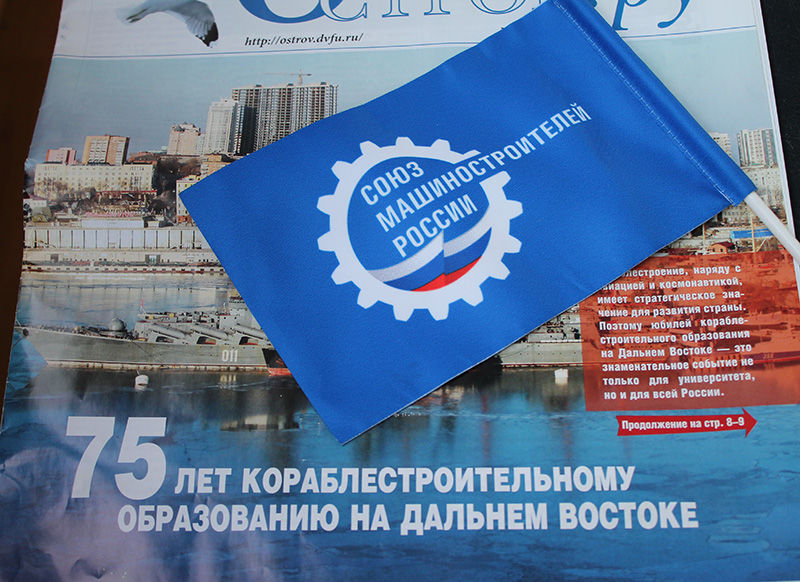 http://ostrov.dvfu.ru/
СОЮЗ
МАШИНОСТРОИТЕЛЕЙ
РОССИИ
011
наряду с
и космонавтикой,
имеет стратегическое зна-
чение для развития страны.
Поэтому юбилей корабле-
строительного образования
на Дальнем Востоке — это
знаменательное событие не
только для университета,
но и для всей России.
Продолжение на стр. 8–9
75 ЛЕТ КОРАБЛЕСТРОИТЕЛЬНОМУ
ОБРАЗОВАНИЮ НА ДАЛЬНЕМ ВОСТОКЕ